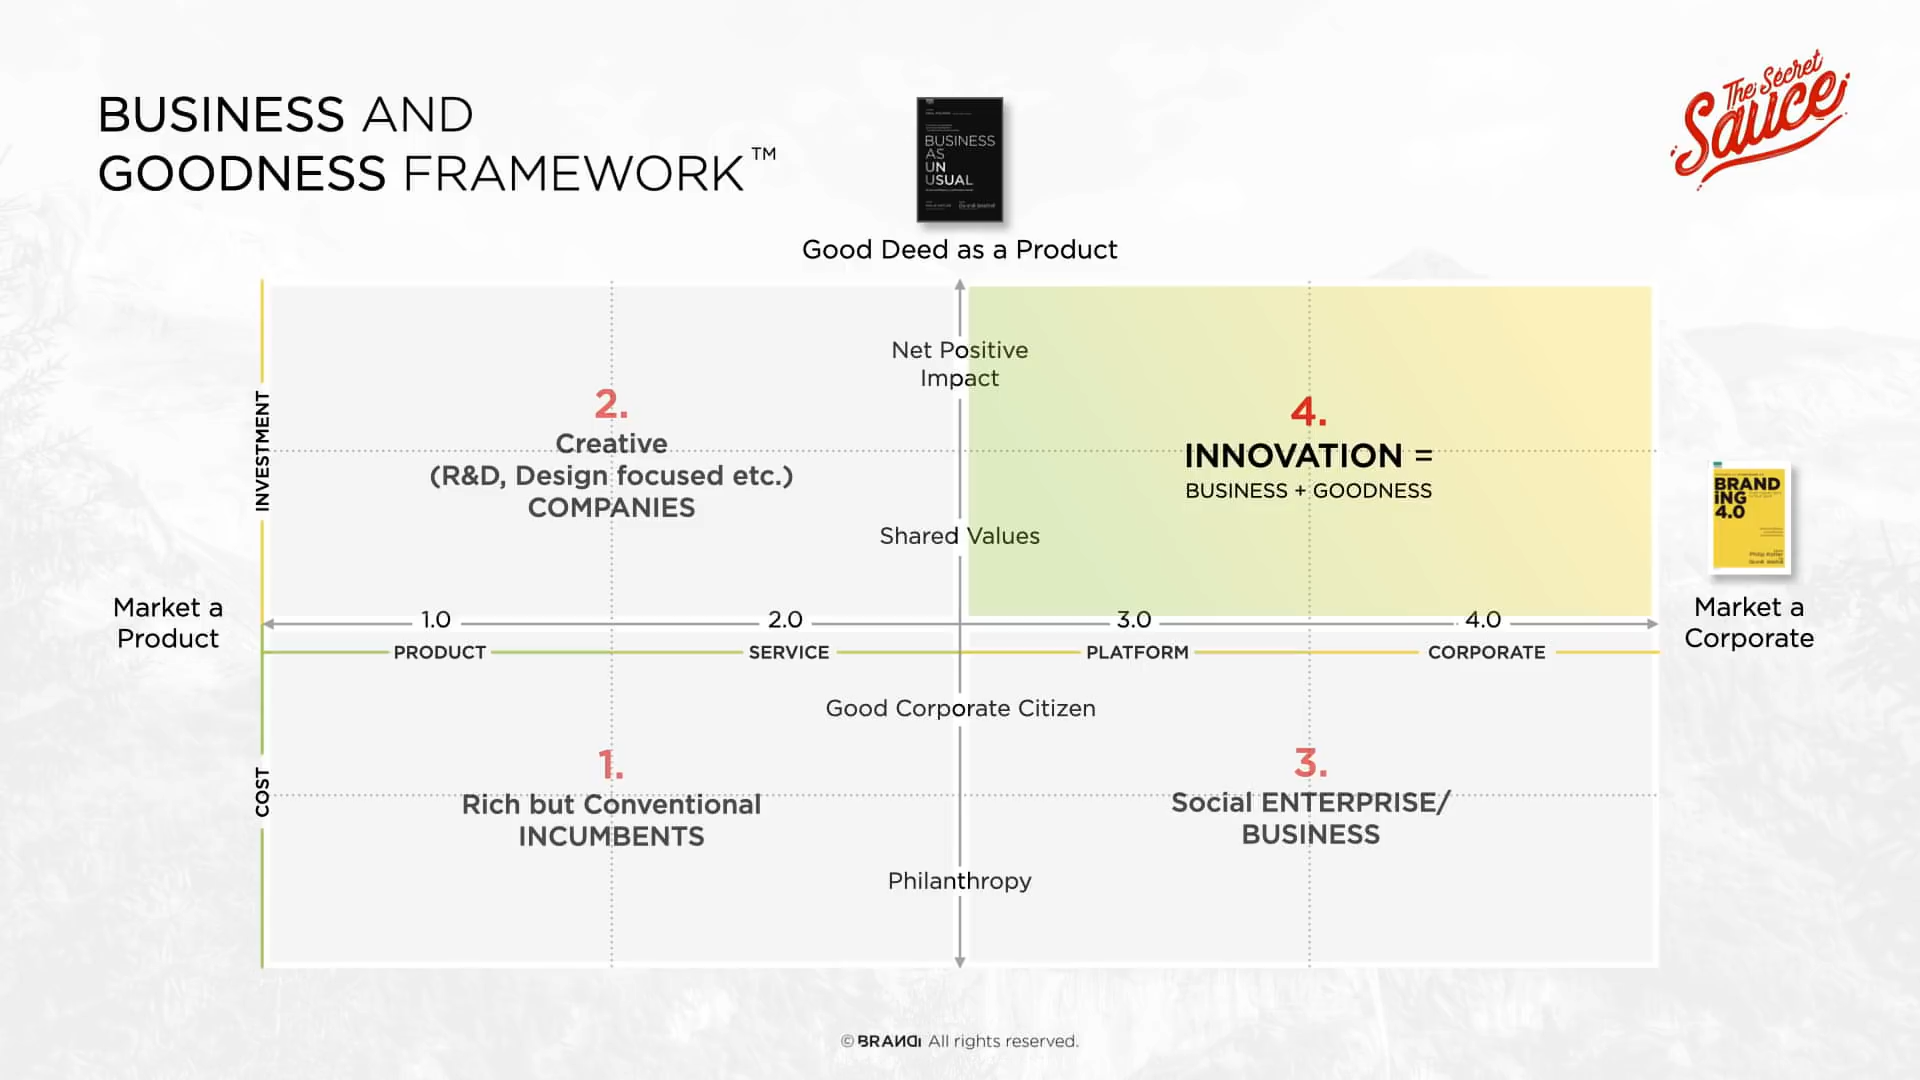 BUSINESS AND
GOODNESS FRAMEWORK™
The Secret
Sauce
BUSINESS
AS
UN
USUAL
Good Deed as a Product
Net Positive
Impact
INVESTMENT
2.
Creative
(R&D, Design focused etc.)
COMPANIES
4.
INNOVATION =
BUSINESS + GOODNESS
BRAND
iNG
4.0
Philip Kotler
Shared Values
Market a
Product
1.0
2.0
3.0
4.0
Market a
Corporate
PRODUCT
SERVICE
PLATFORM
CORPORATE
Good Corporate Citizen
COST
1.
Rich but Conventional
INCUMBENTS
3.
Social ENTERPRISE/
BUSINESS
Philanthropy
© BRANDi All rights reserved.